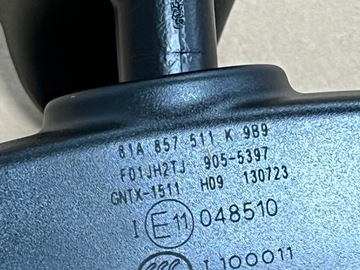 81A 857 511 K 9B9
F01JH2TJ 905-5397
GNTX-1511 H09 130723
I E11 048510
I 100011